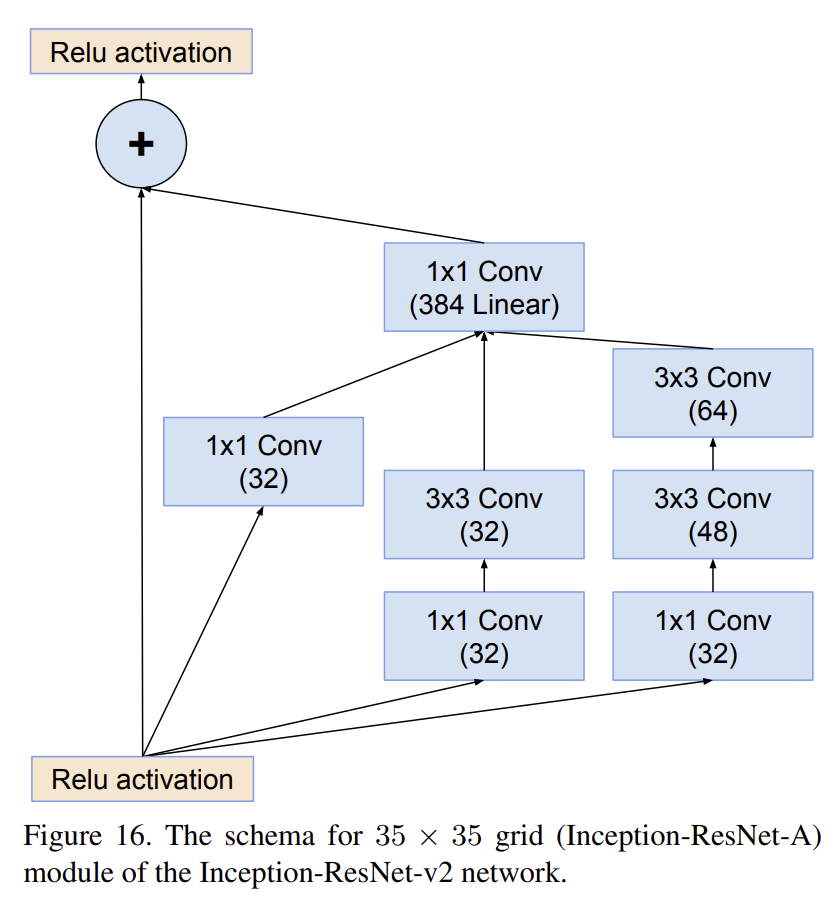 Relu activation
+
1x1 Conv
(384 Linear)
3x3 Conv
(64)
1x1 Conv
(32)
3x3 Conv
(32)
3x3 Conv
(48)
1x1 Conv
(32)
1x1 Conv
(32)
Relu activation
Figure 16. The schema for 35 × 35 grid (Inception-ResNet-A)
module of the Inception-ResNet-v2 network.